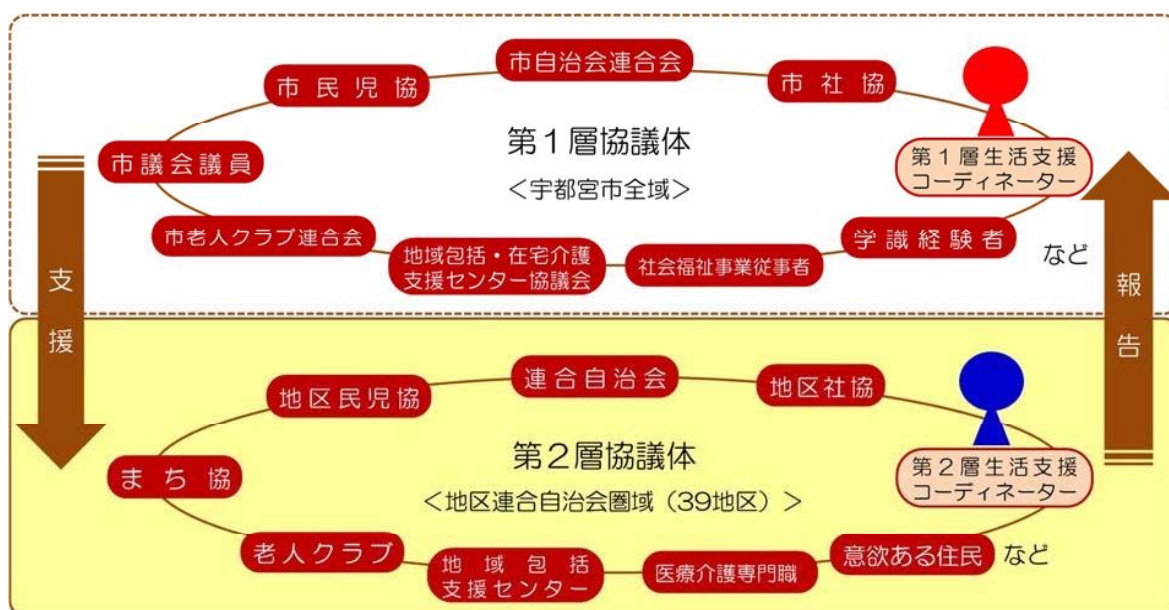 市自治会連合会
市民児協
市社協
第1層協議体
＜宇都宮市全域＞
市議会議員
第1層生活支援
コーディネーター
市老人クラブ連合会
地域包括・在宅介護
支援センター協議会
社会福祉事業従事者
学識経験者
など
支援
報告
連合自治会
地区民児協
地区社協
第2層協議体
＜地区連合自治会圏域（39地区）＞
まち協
第2層生活支援
コーディネーター
老人クラブ
地域包括
支援センター
医療介護専門職
意欲ある住民
など